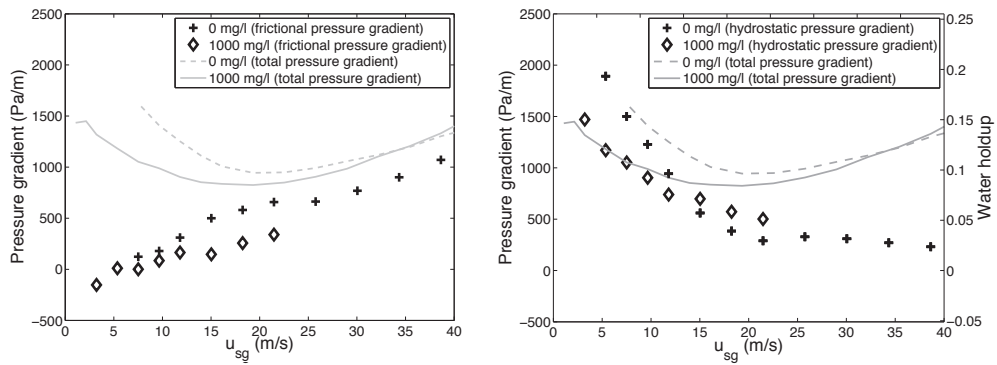 0 mg/l (frictional pressure gradient)
1000 mg/l (frictional pressure gradient)
0 mg/l (total pressure gradient)
1000 mg/l (total pressure gradient)
2500
2000
1500
1000
500
0
−500
Pressure gradient (Pa/m)
0 5 10 15 20 25 30 35 40
u_sg (m/s)
0 mg/l (hydrostatic pressure gradient)
1000 mg/l (hydrostatic pressure gradient)
0 mg/l (total pressure gradient)
1000 mg/l (total pressure gradient)
2500
2000
1500
1000
500
0
−500
Pressure gradient (Pa/m)
0 5 10 15 20 25 30 35 40
u_sg (m/s)
0.25
0.2
0.15
0.1
0.05
0
−0.05
Water holdup